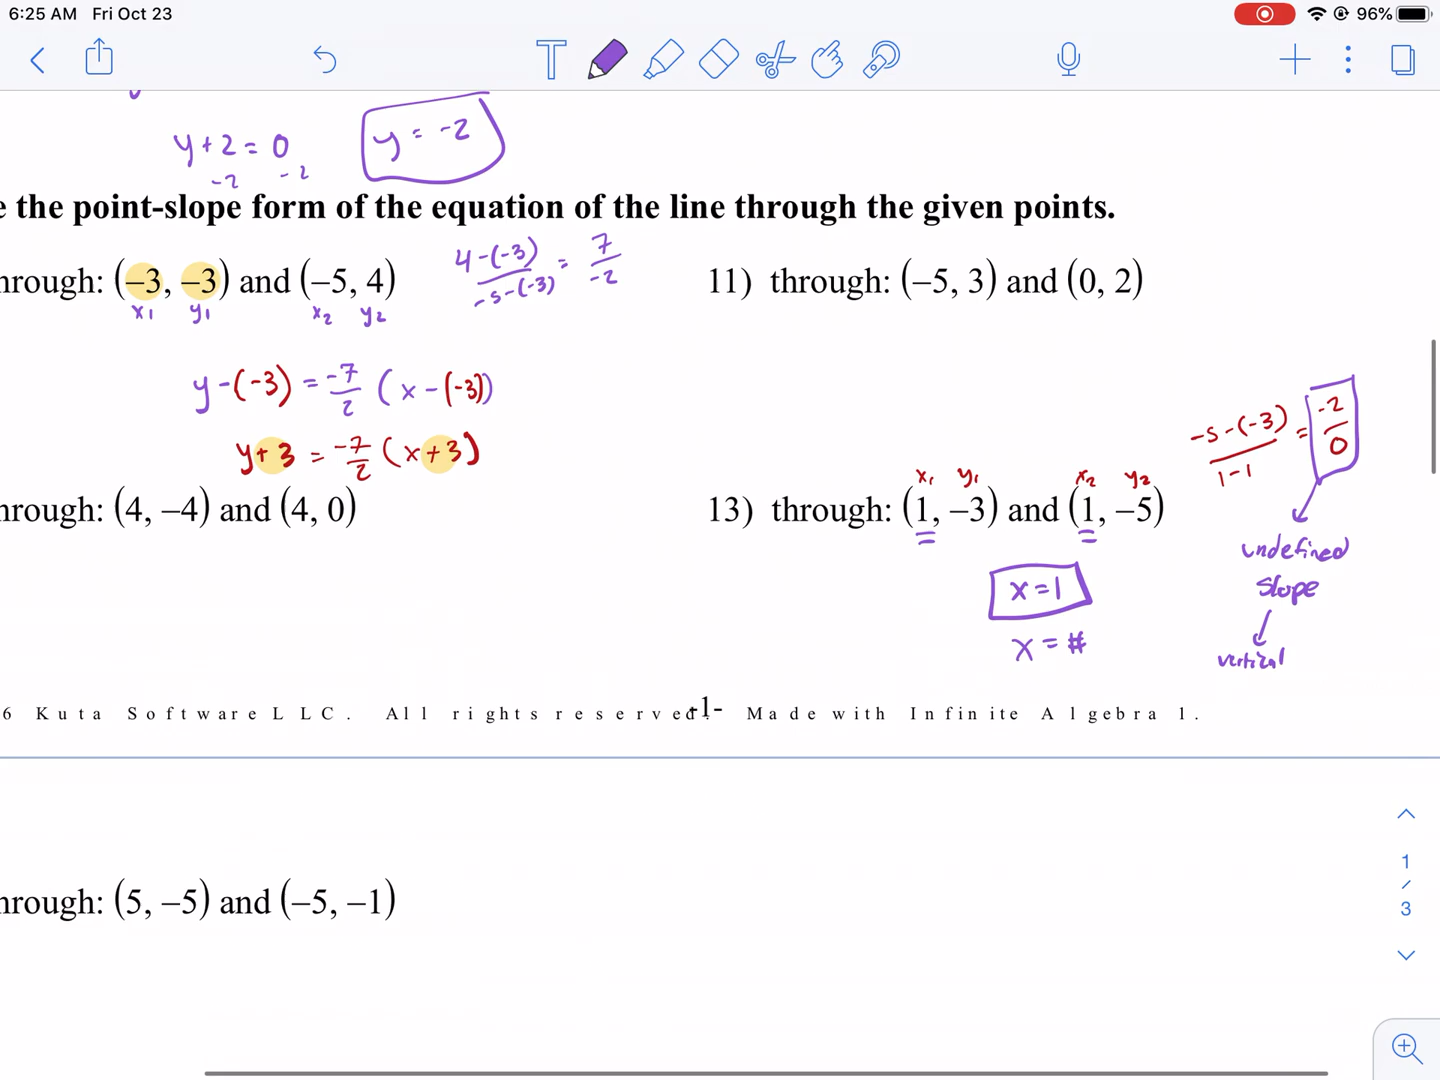 6:25 AM Fri Oct 23
96%
y + 2 = 0
-2 -2
y = -2
e the point-slope form of the equation of the line through the given points.
hrough: (–3, –3) and (–5, 4)
x1 y1 x2 y2
4-(-3) / -5-(-3) = 7 / -2
11) through: (–5, 3) and (0, 2)
y-(-3) = -7/2 (x-(-3))
y+3 = -7/2 (x+3)
hrough: (4, –4) and (4, 0)
-5-(-3) / 1-1 = -2 / 0
x1 y1 x2 y2
13) through: (1, –3) and (1, –5)
undefined
slope
vertical
x = 1
x = #
6 Kuta Software LLC. All rights reserved. -1- Made with Infinite Algebra 1.
hrough: (5, –5) and (–5, –1)
1
/
3